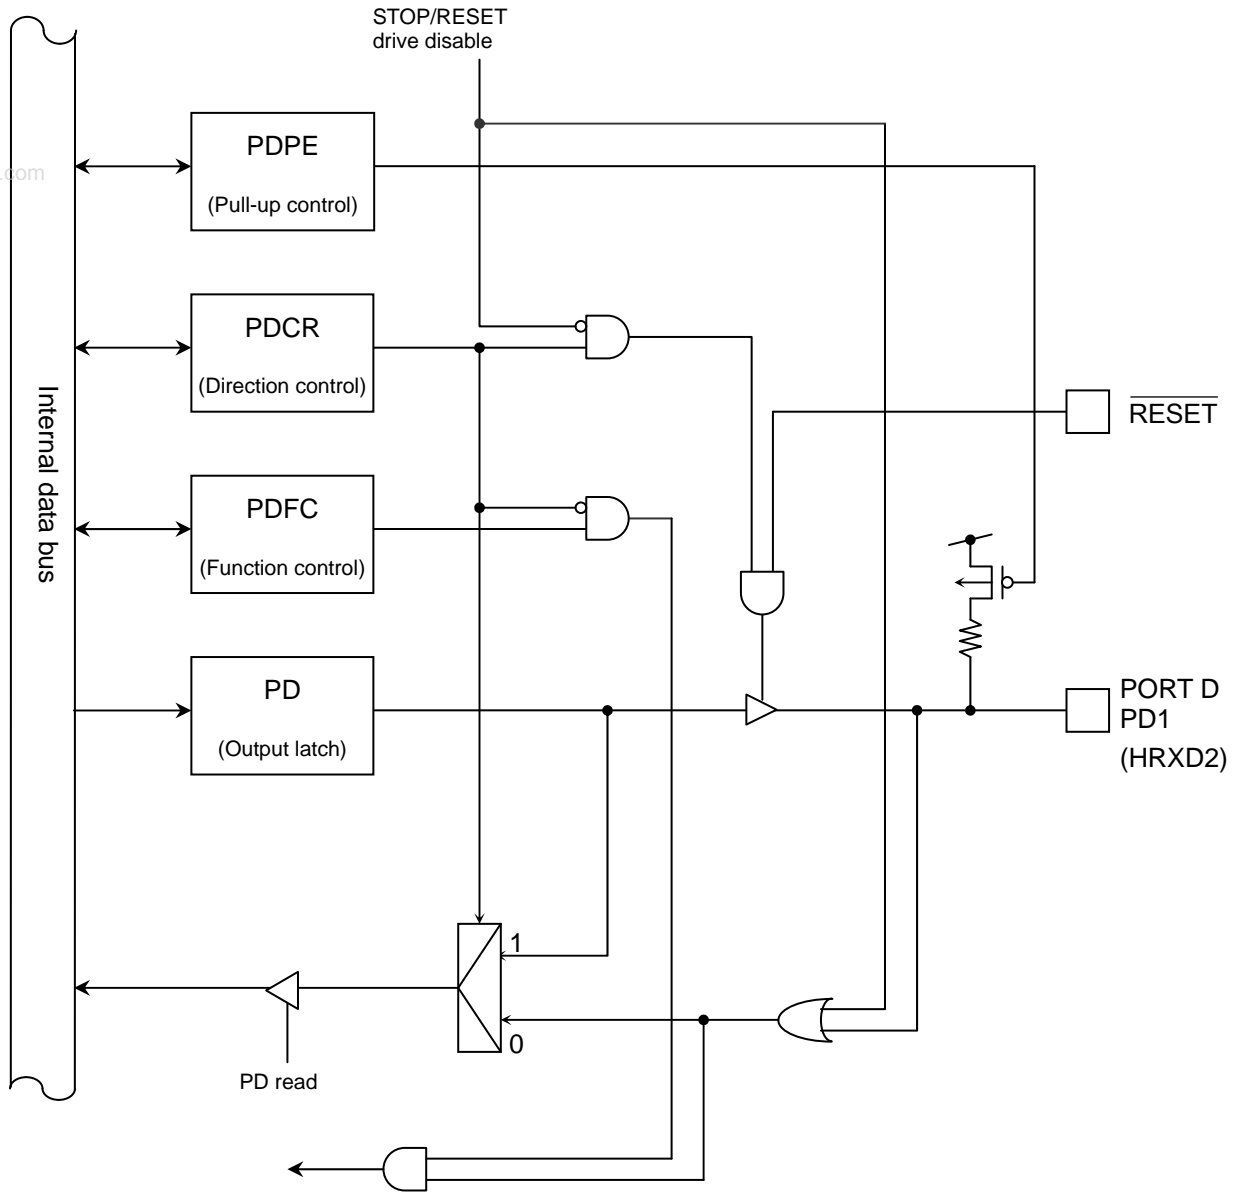 STOP/RESET
drive disable
PDPE
(Pull-up control)
.com
PDCR
(Direction control)
Internal data bus
RESET
PDFC
(Function control)
PD
(Output latch)
PORT D
PD1
(HRXD2)
1
0
PD read